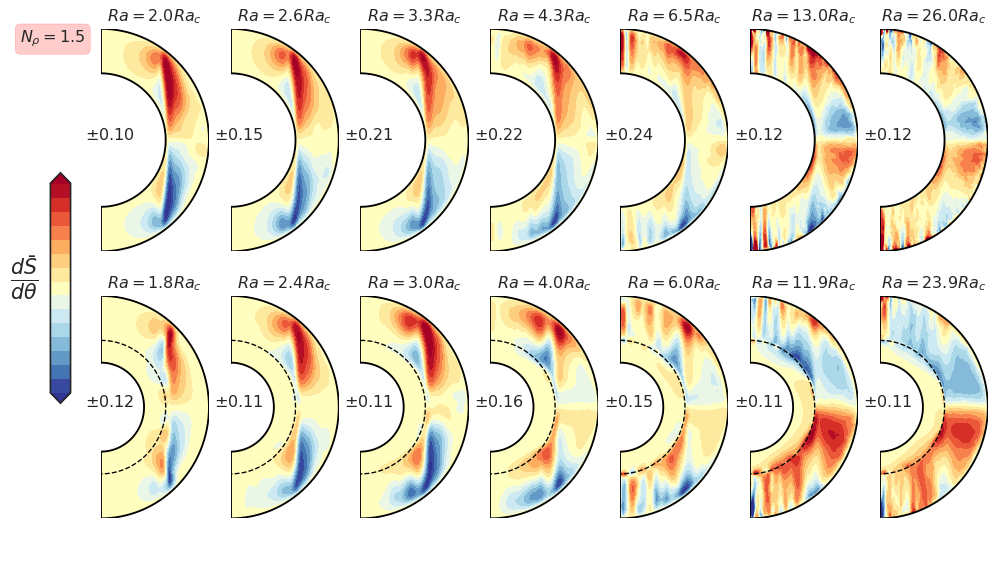 Ra = 2.0Ra_c Ra = 2.6Ra_c Ra = 3.3Ra_c Ra = 4.3Ra_c Ra = 6.5Ra_c Ra = 13.0Ra_c Ra = 26.0Ra_c
N_ρ = 1.5
±0.10 ±0.15 ±0.21 ±0.22 ±0.24 ±0.12 ±0.12
dS̄/dθ
Ra = 1.8Ra_c Ra = 2.4Ra_c Ra = 3.0Ra_c Ra = 4.0Ra_c Ra = 6.0Ra_c Ra = 11.9Ra_c Ra = 23.9Ra_c
±0.12 ±0.11 ±0.11 ±0.16 ±0.15 ±0.11 ±0.11